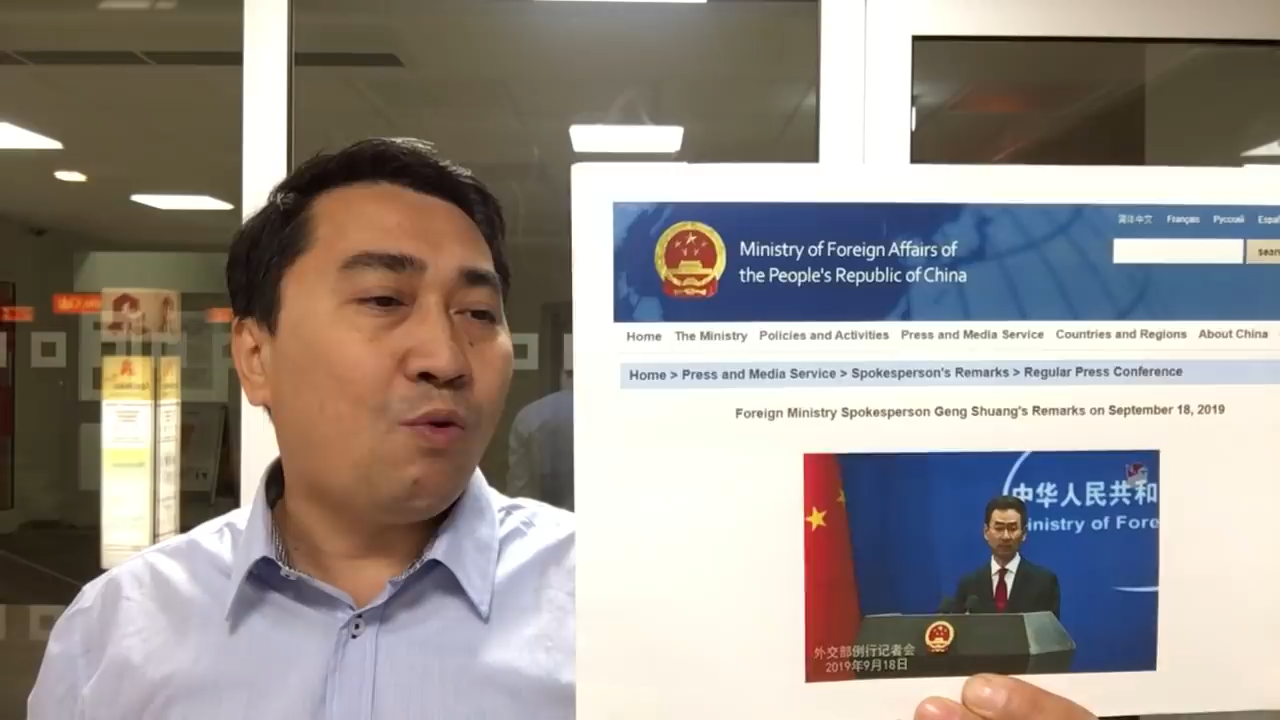 简体中文 Français Русский Españ
Ministry of Foreign Affairs of
the People's Republic of China
sear
Home The Ministry Policies and Activities Press and Media Service Countries and Regions About China
Home > Press and Media Service > Spokesperson's Remarks > Regular Press Conference
Foreign Ministry Spokesperson Geng Shuang's Remarks on September 18, 2019
中华人民共和
inistry of Fore
外交部例行记者会
2019年9月18日